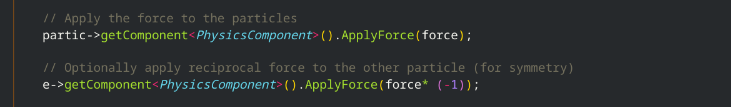 // Apply the force to the particles
partic->getComponent<PhysicsComponent>().ApplyForce(force);
// Optionally apply reciprocal force to the other particle (for symmetry)
e->getComponent<PhysicsComponent>().ApplyForce(force* (-1));